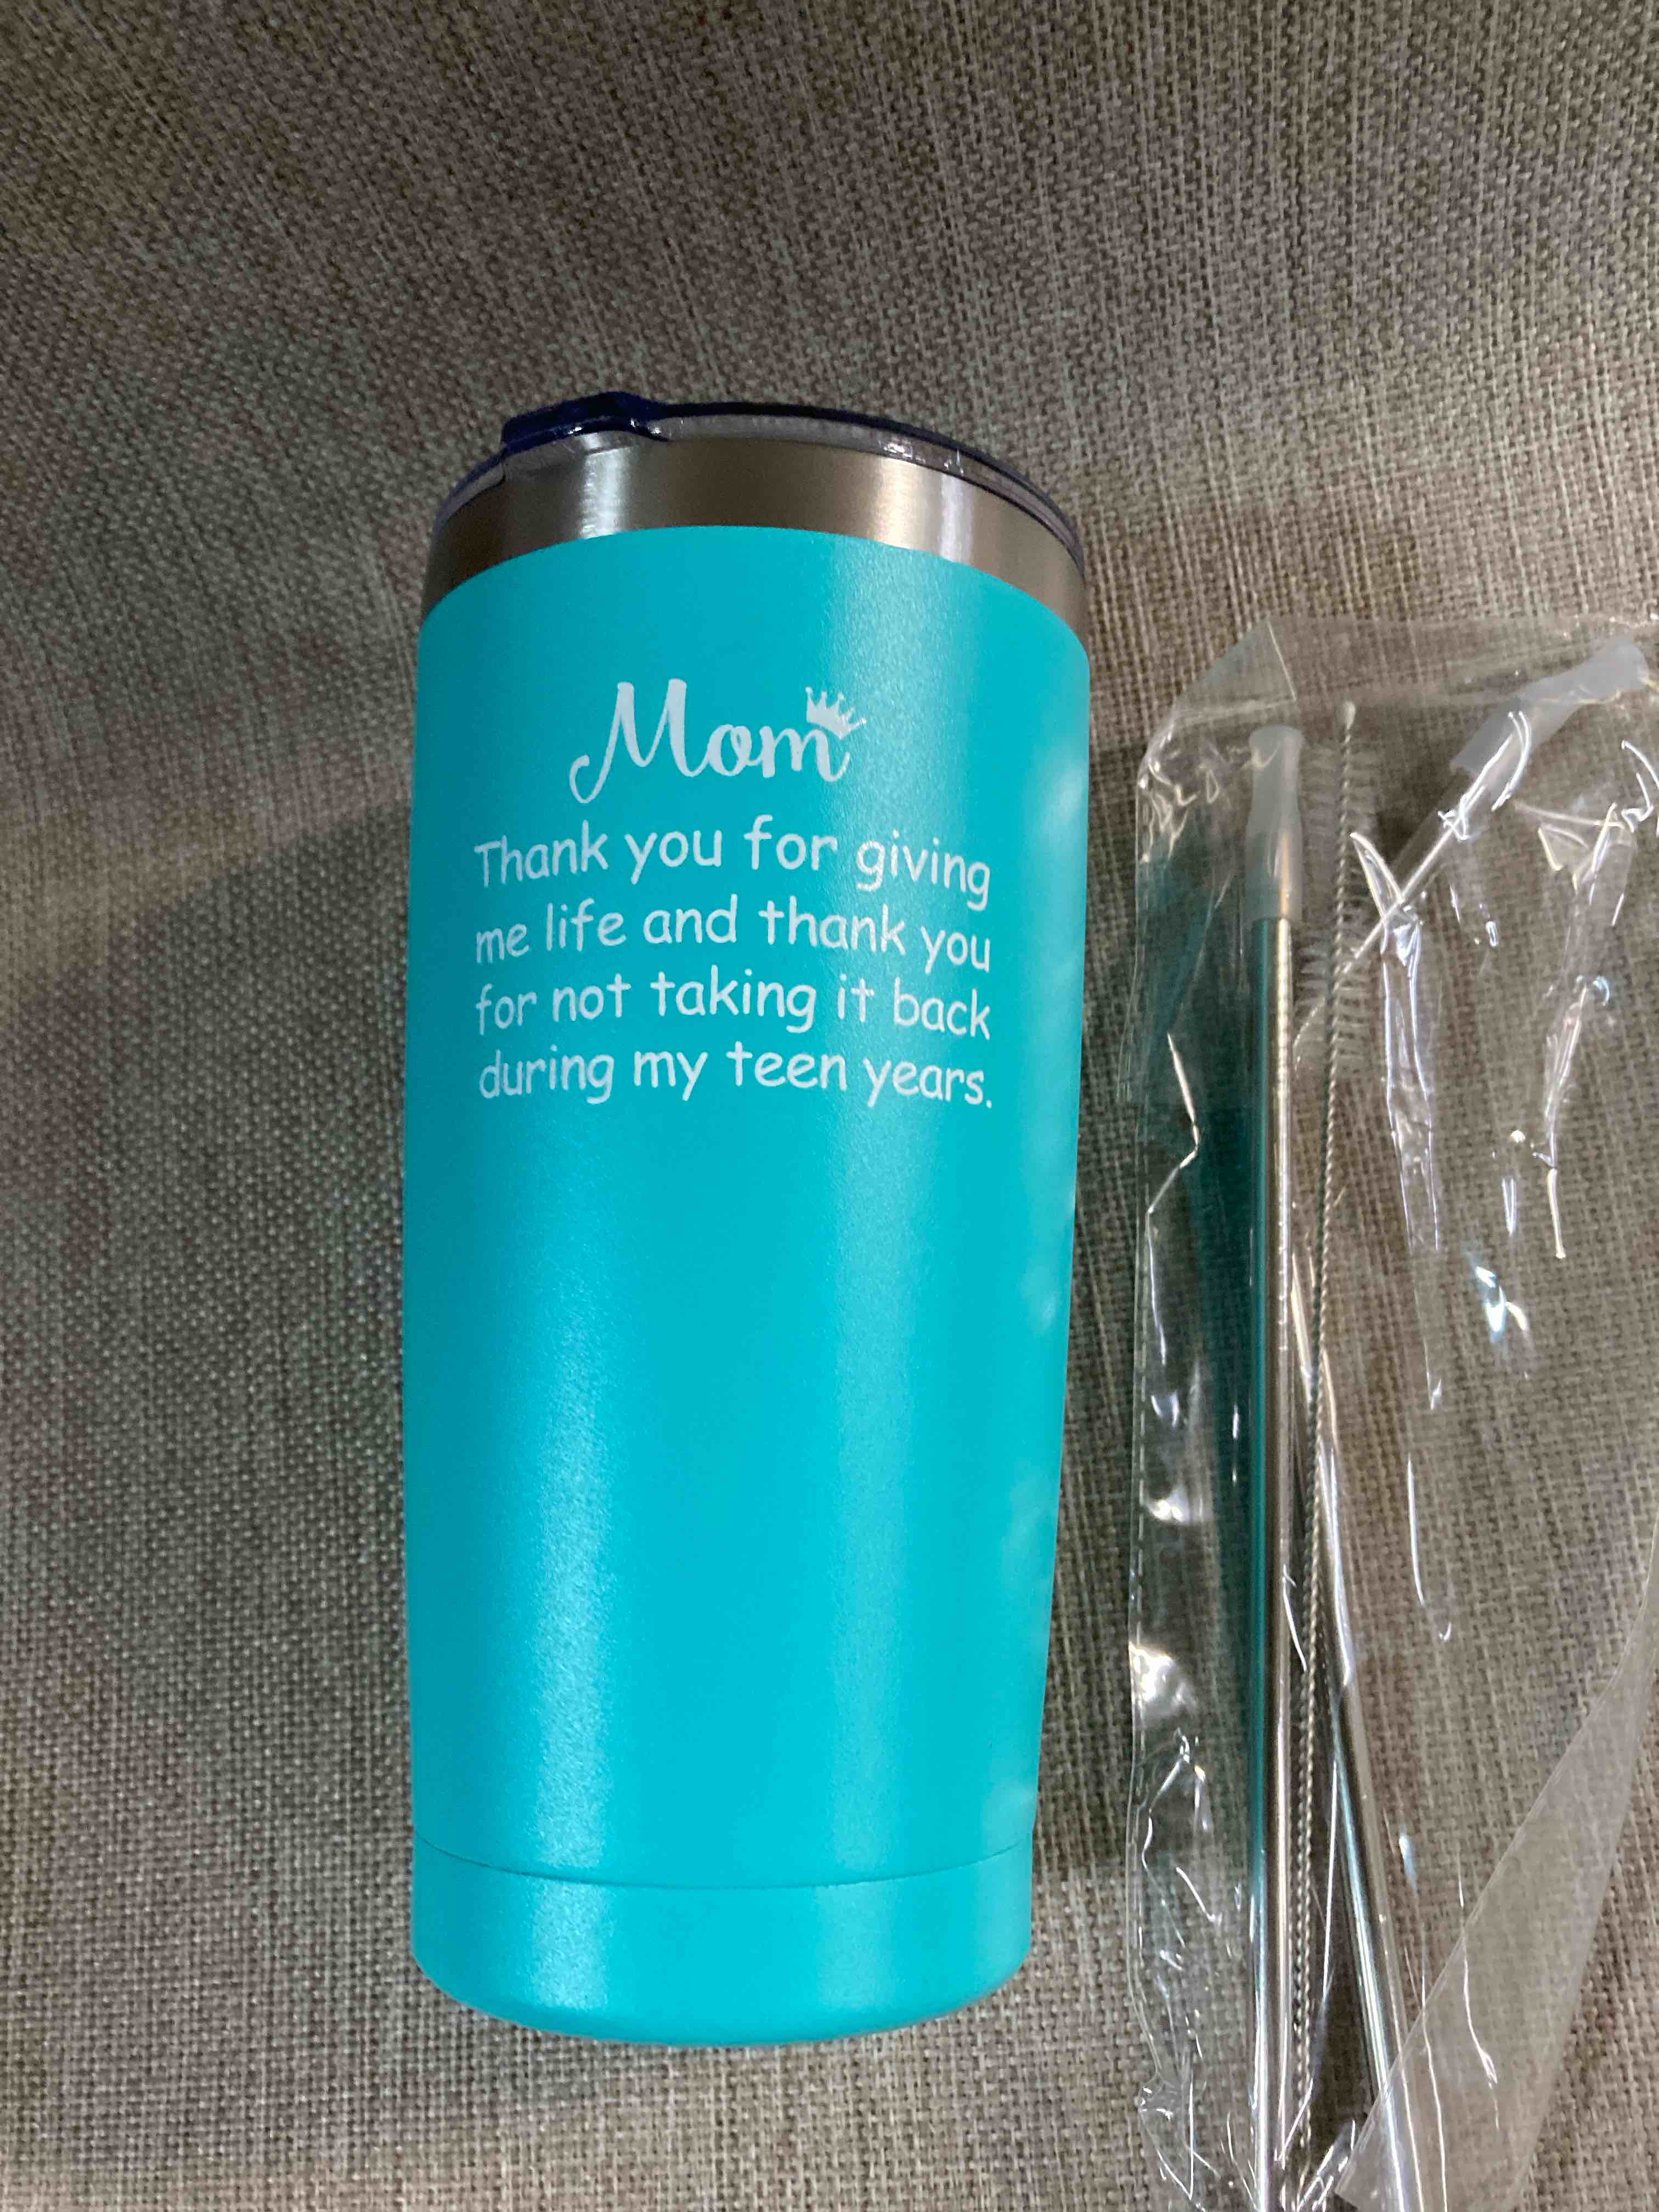 Mom
Thank you for giving
me life and thank you
for not taking it back
during my teen years.